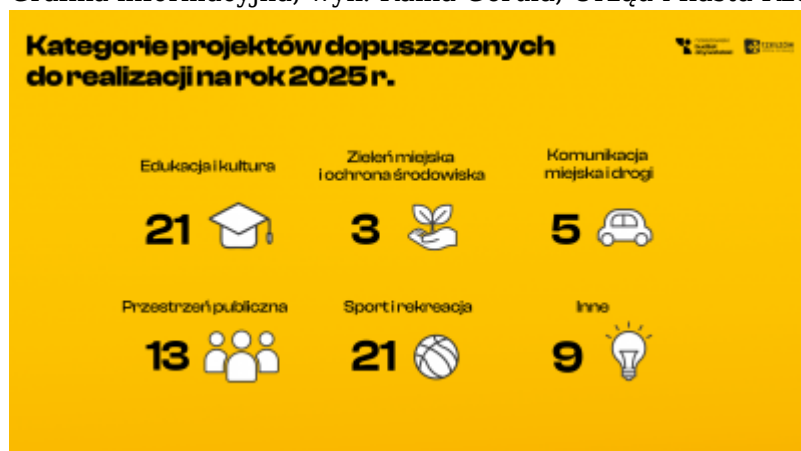 Kategorie projektów dopuszczonych
do realizacji na rok 2025 r.
RZESZÓW
Edukacja i kultura
Zieleń miejska
i ochrona środowiska
Komunikacja
miejska i drogi
21
3
5
Przestrzeń publiczna
Sport i rekreacja
Inne
13
21
9